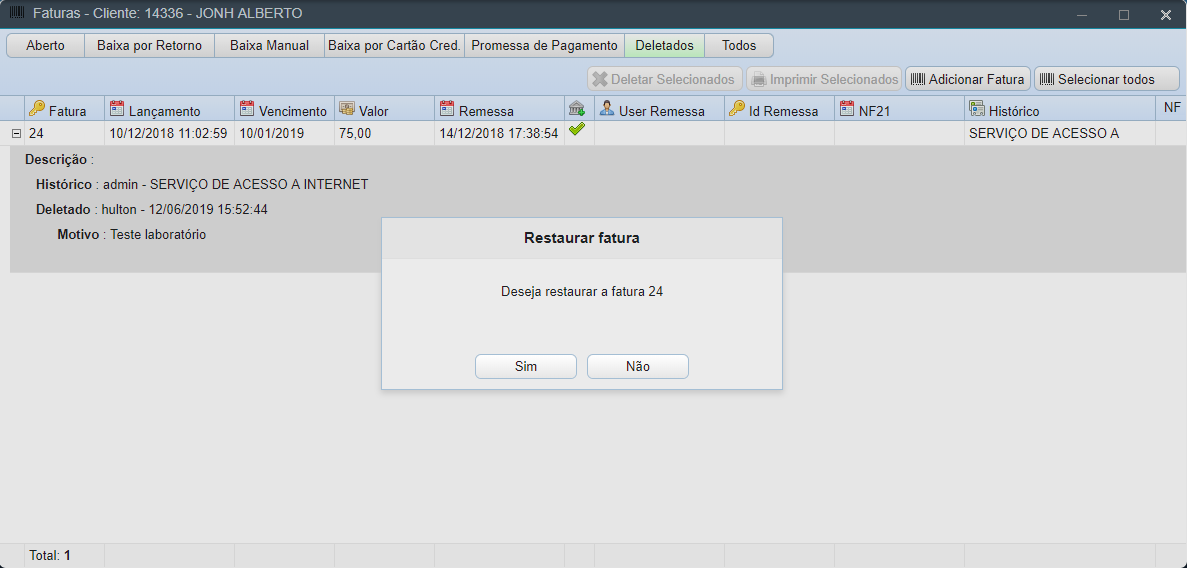 Faturas - Cliente: 14336 - JONH ALBERTO
Aberto Baixa por Retorno Baixa Manual Baixa por Cartão Cred. Promessa de Pagamento Deletados Todos
Deletar Selecionados Imprimir Selecionados Adicionar Fatura Selecionar todos
Fatura Lançamento Vencimento Valor Remessa User Remessa Id Remessa NF21 Histórico NF
24 10/12/2018 11:02:59 10/01/2019 75,00 14/12/2018 17:38:54 SERVIÇO DE ACESSO A
Descrição :
Histórico : admin - SERVIÇO DE ACESSO A INTERNET
Deletado : hulton - 12/06/2019 15:52:44
Motivo : Teste laboratório
Restaurar fatura
Deseja restaurar a fatura 24
Sim Não
Total: 1